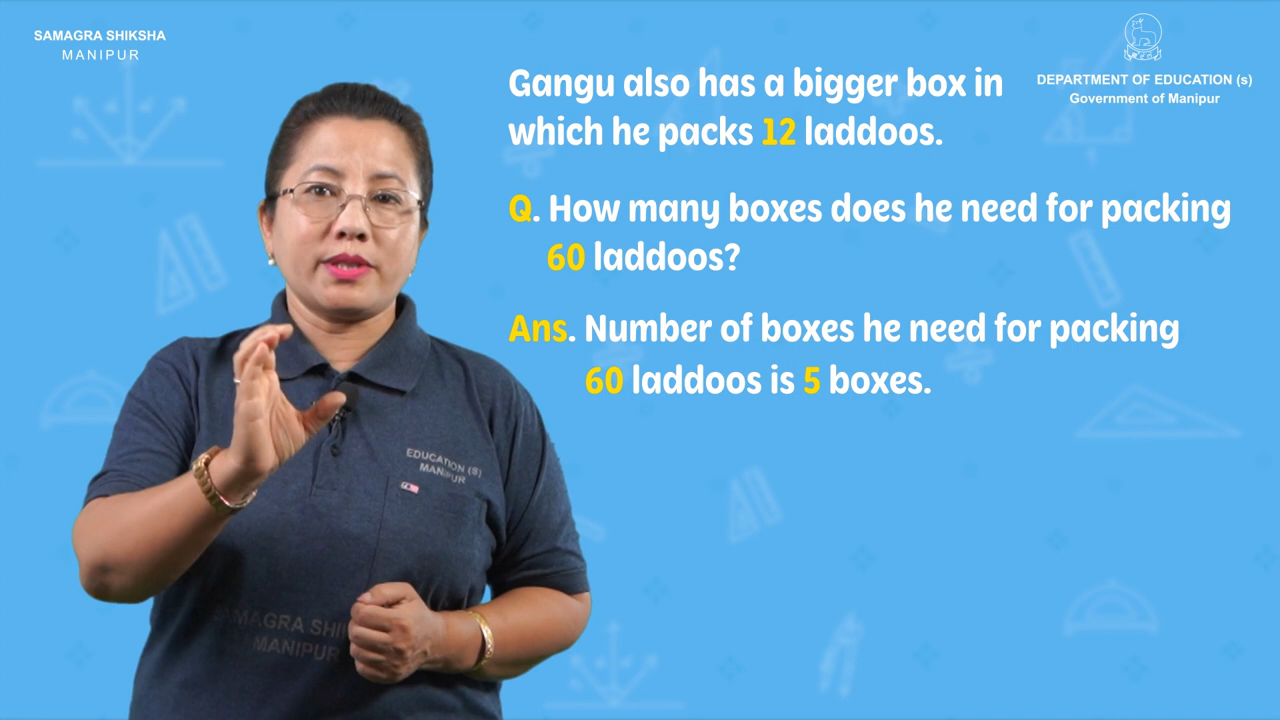 SAMAGRA SHIKSHA
MANIPUR
DEPARTMENT OF EDUCATION (s)
Government of Manipur
Gangu also has a bigger box in
which he packs 12 laddoos.
Q. How many boxes does he need for packing
60 laddoos?
Ans. Number of boxes he need for packing
60 laddoos is 5 boxes.
EDUCATION (S)
MANIPUR
SAMAGRA SHI
MANIPUR